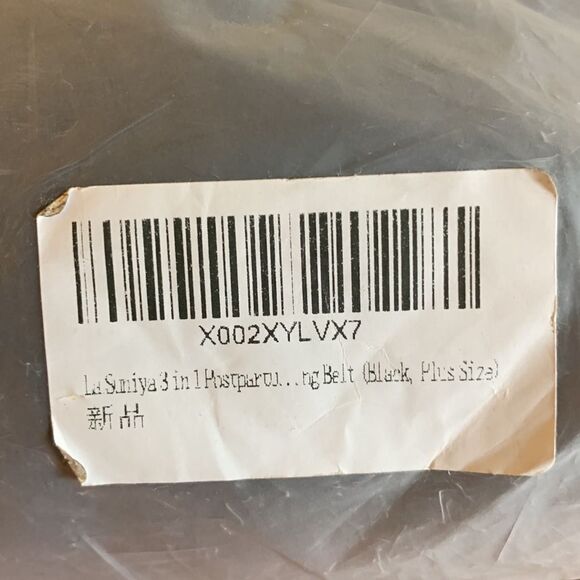 X002XYLVX7
La Suniya 3 in 1 Postpartu...ng Belt (Black, Plus Size)
新品